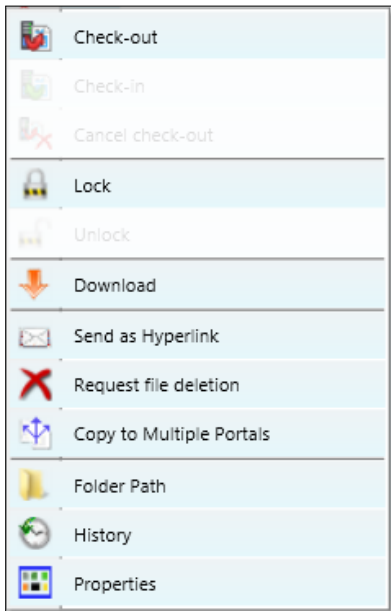 Check-out
Check-in
Cancel check-out
Lock
Unlock
Download
Send as Hyperlink
Request file deletion
Copy to Multiple Portals
Folder Path
History
Properties